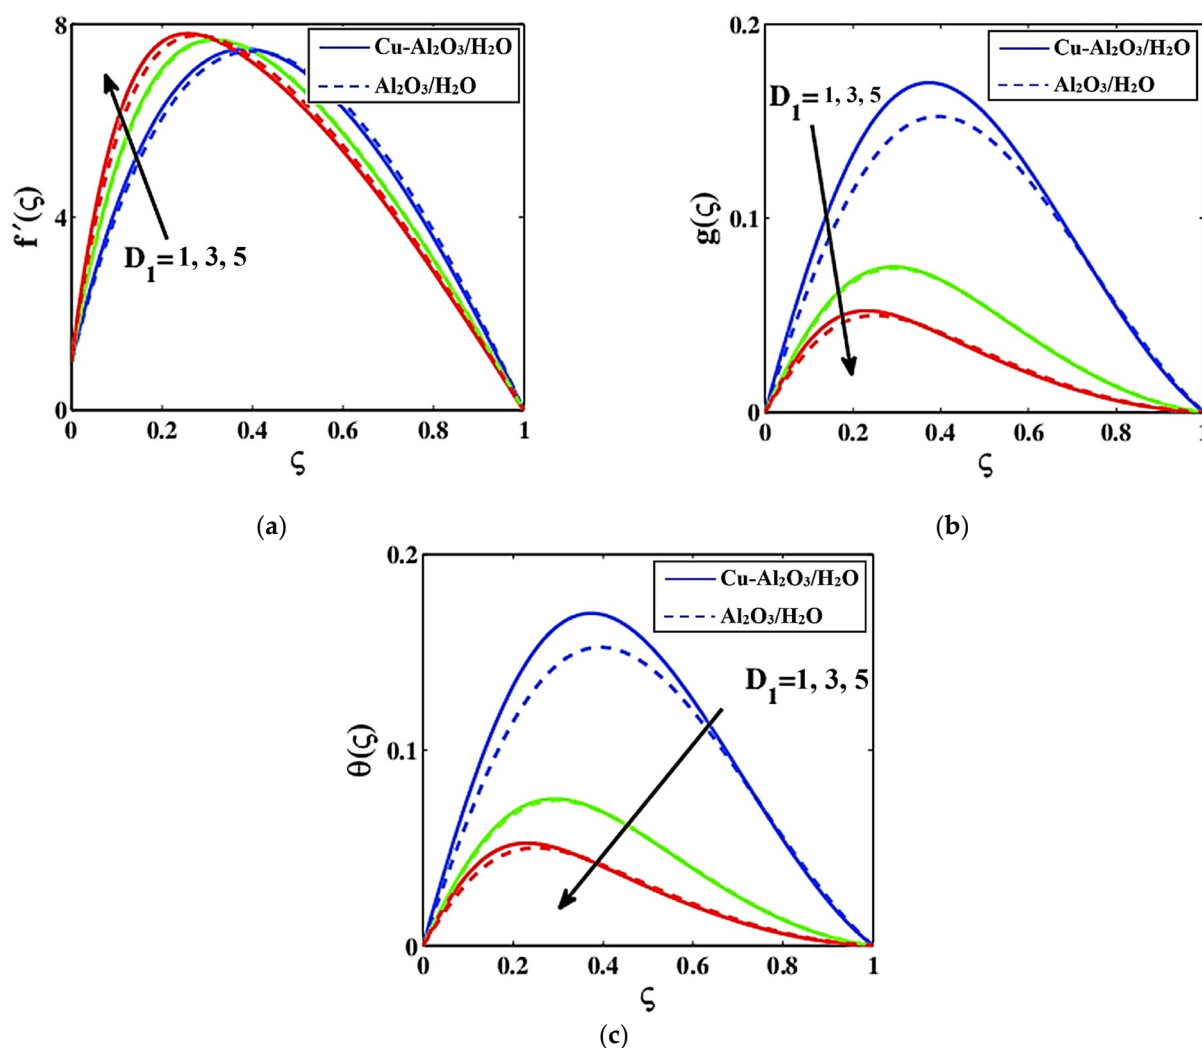 8
Cu-Al₂O₃/H₂O
Al₂O₃/H₂O
f′(ς)
4
D₁=1, 3, 5
0
0 0.2 0.4 0.6 0.8 1
ς
(a)
0.2
Cu-Al₂O₃/H₂O
Al₂O₃/H₂O
D₁=1, 3, 5
g(ς)
0.1
0
0 0.2 0.4 0.6 0.8 1
ς
(b)
0.2
Cu-Al₂O₃/H₂O
Al₂O₃/H₂O
D₁=1, 3, 5
θ(ς)
0.1
0
0 0.2 0.4 0.6 0.8 1
ς
(c)